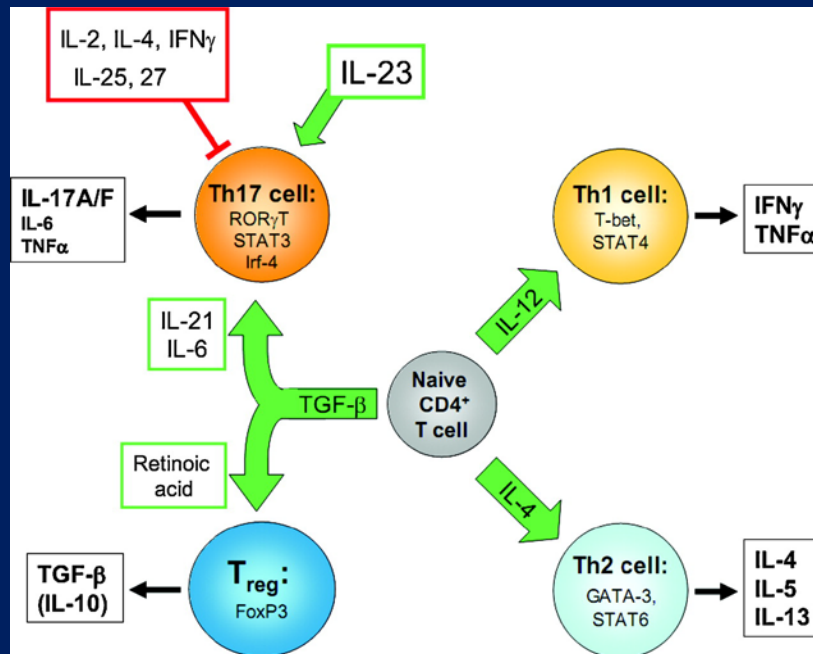 IL-2, IL-4, IFNγ
IL-25, 27
IL-23
Th17 cell:
RORγT
STAT3
Irf-4
IL-17A/F
IL-6
TNFα
Th1 cell:
T-bet,
STAT4
IFNγ
TNFα
IL-21
IL-6
IL-12
TGF-β
Naive
CD4⁺
T cell
Retinoic
acid
IL-4
Treg:
FoxP3
TGF-β
(IL-10)
Th2 cell:
GATA-3,
STAT6
IL-4
IL-5
IL-13